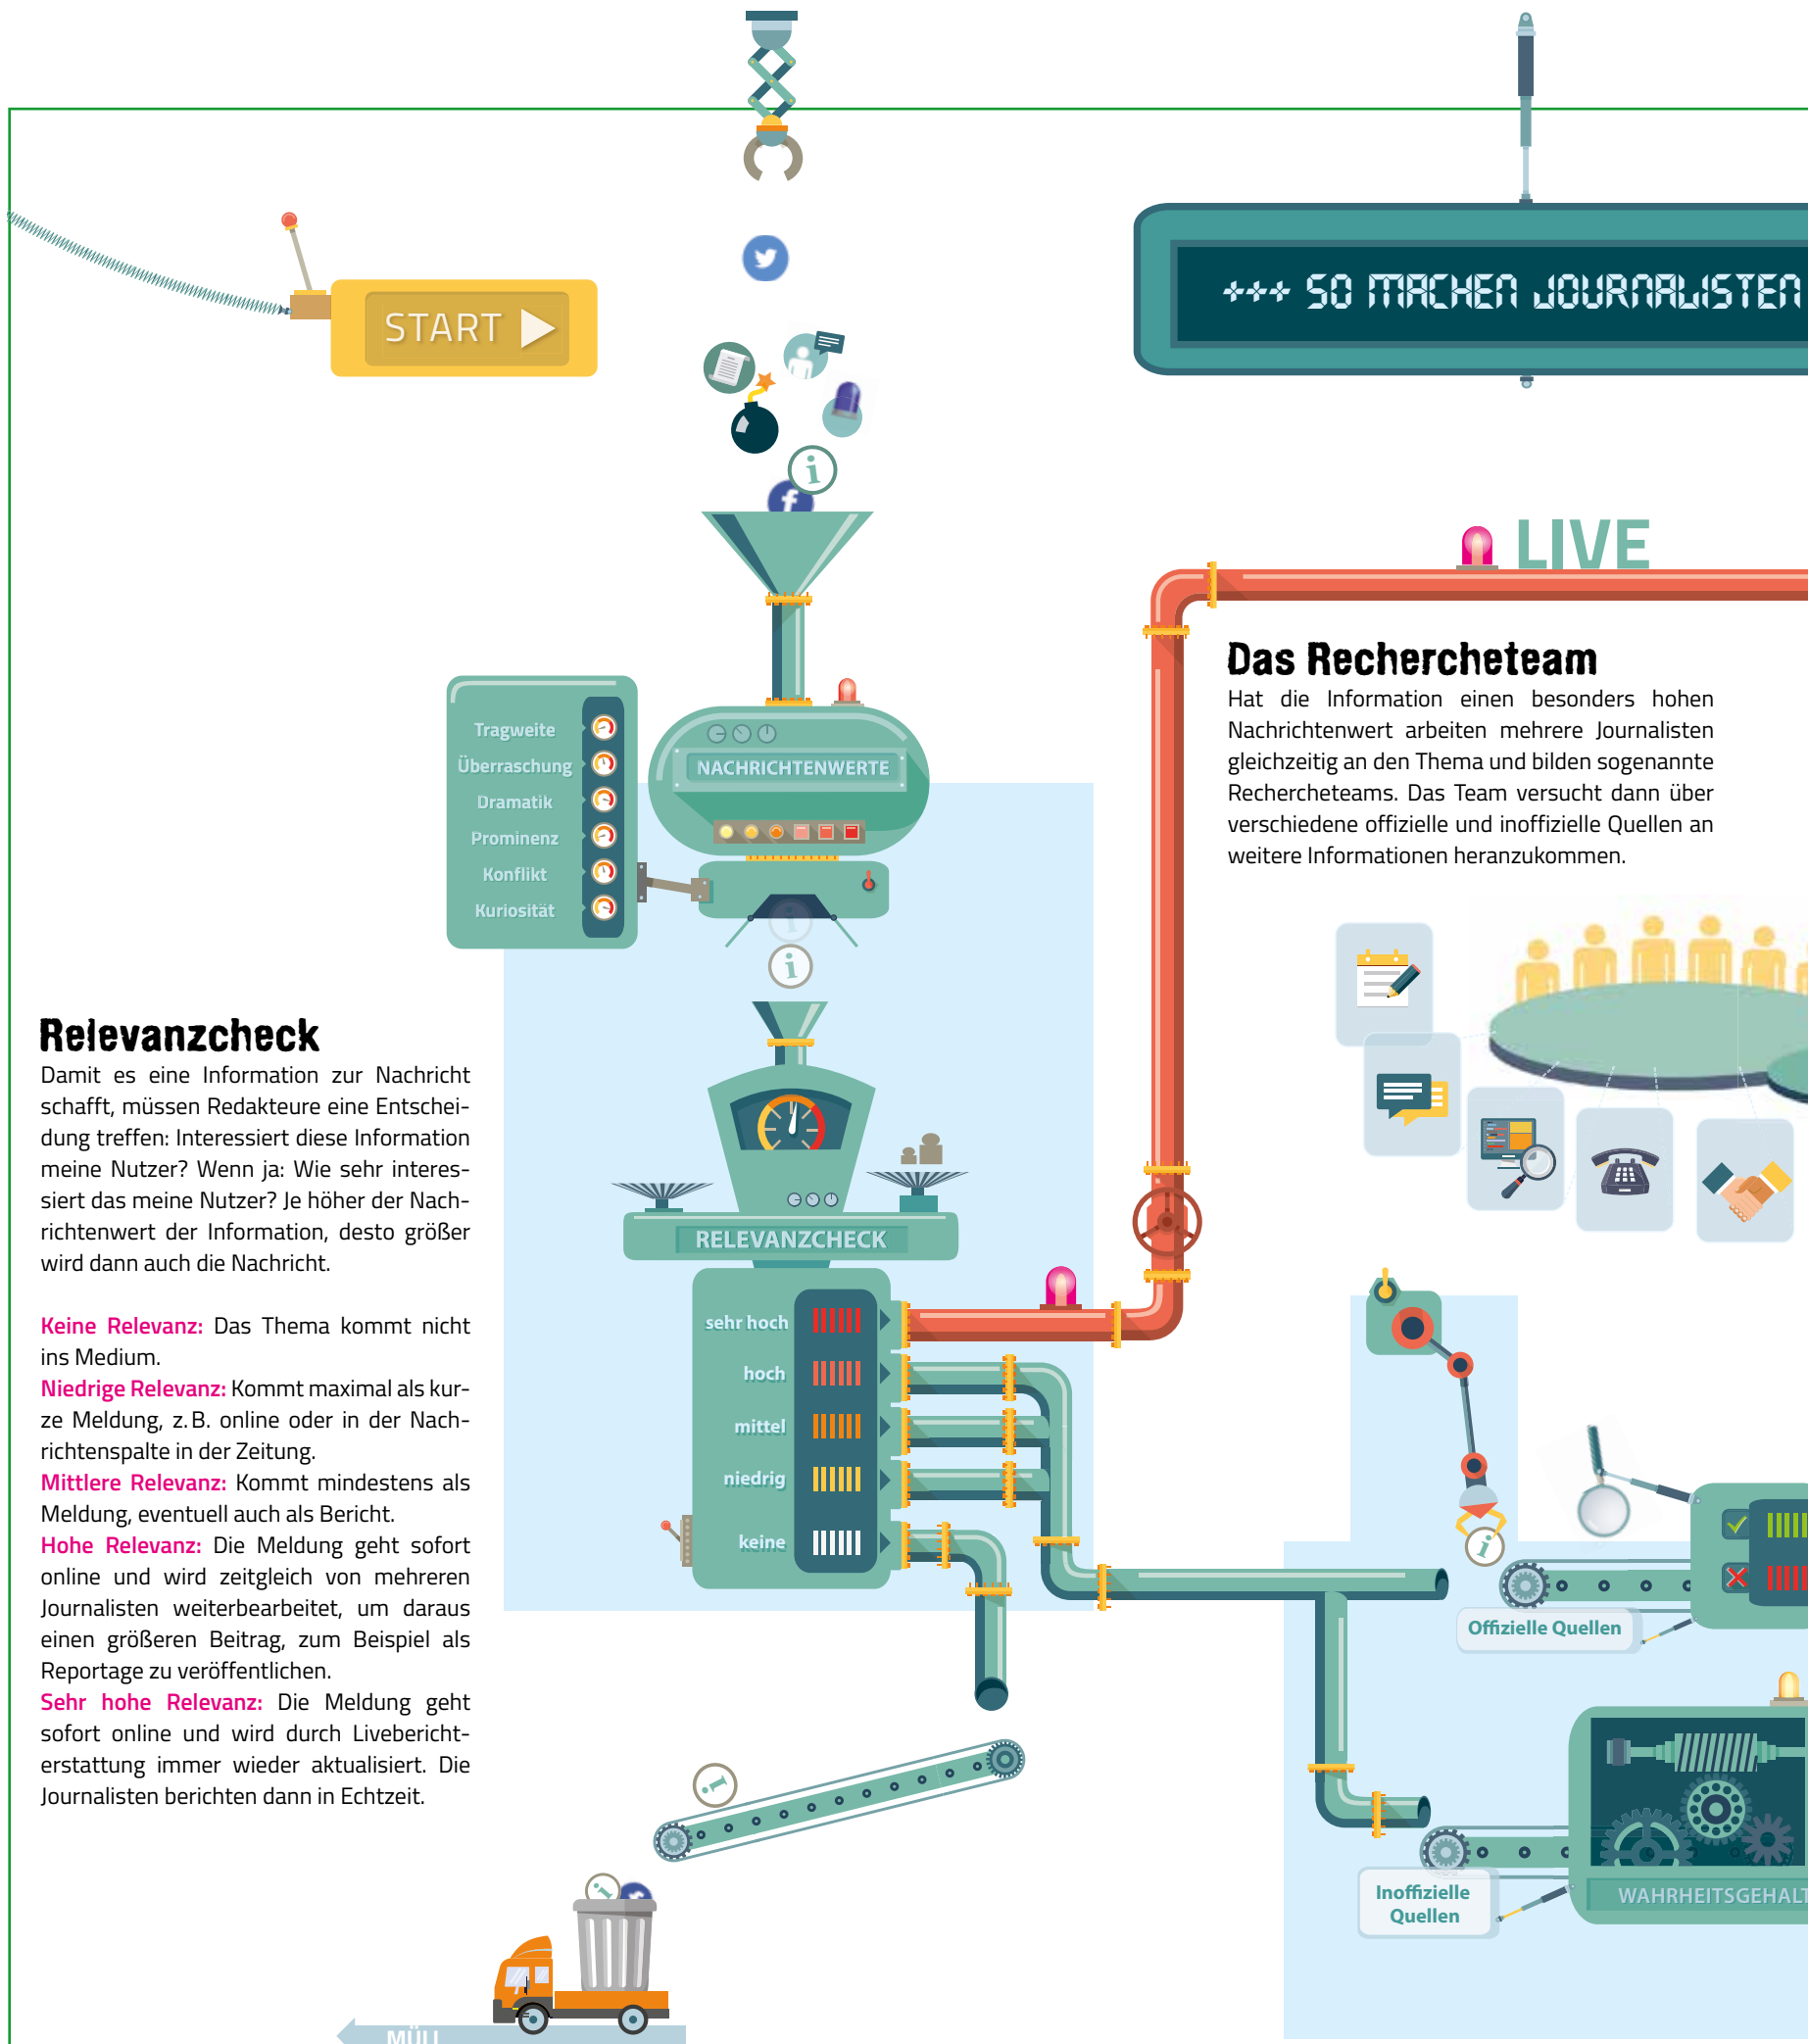 START
+++ SO MACHEN JOURNALISTEN
LIVE
Das Rechercheteam
Hat die Information einen besonders hohen
Nachrichtenwert arbeiten mehrere Journalisten
gleichzeitig an den Thema und bilden sogenannte
Rechercheteams. Das Team versucht dann über
verschiedene offizielle und inoffizielle Quellen an
weitere Informationen heranzukommen.
Tragweite
Überraschung
Dramatik
Prominenz
Konflikt
Kuriosität
NACHRICHTENWERTE
Relevanzcheck
Damit es eine Information zur Nachricht
schafft, müssen Redakteure eine Entschei-
dung treffen: Interessiert diese Information
meine Nutzer? Wenn ja: Wie sehr interes-
siert das meine Nutzer? Je höher der Nach-
richtenwert der Information, desto größer
wird dann auch die Nachricht.
Keine Relevanz: Das Thema kommt nicht
ins Medium.
Niedrige Relevanz: Kommt maximal als kur-
ze Meldung, z. B. online oder in der Nach-
richtenspalte in der Zeitung.
Mittlere Relevanz: Kommt mindestens als
Meldung, eventuell auch als Bericht.
Hohe Relevanz: Die Meldung geht sofort
online und wird zeitgleich von mehreren
Journalisten weiterbearbeitet, um daraus
einen größeren Beitrag, zum Beispiel als
Reportage zu veröffentlichen.
Sehr hohe Relevanz: Die Meldung geht
sofort online und wird durch Livebericht-
erstattung immer wieder aktualisiert. Die
Journalisten berichten dann in Echtzeit.
RELEVANZCHECK
sehr hoch
hoch
mittel
niedrig
keine
Offizielle Quellen
Inoffizielle
Quellen
WAHRHEITSGEHALT
MÜLL